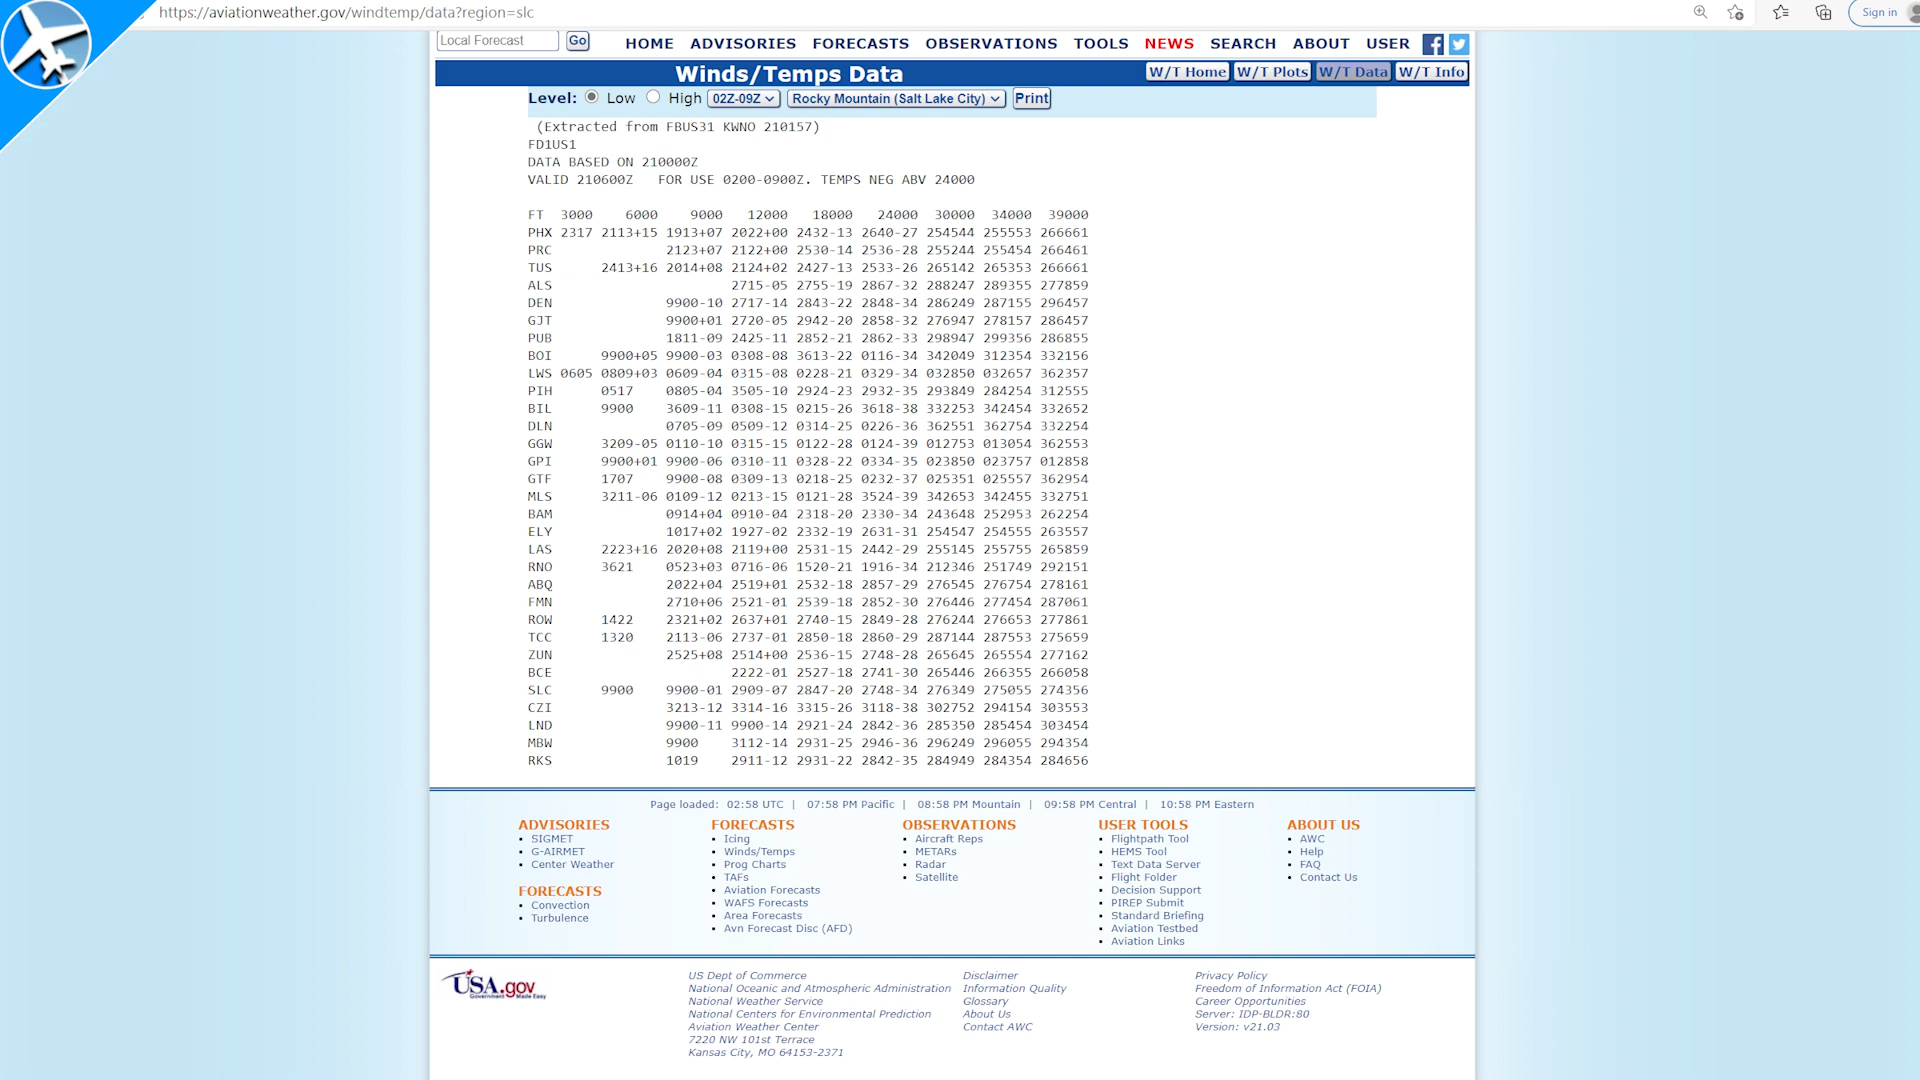 https://aviationweather.gov/windtemp/data?region=slc
Sign in
Local Forecast Go HOME ADVISORIES FORECASTS OBSERVATIONS TOOLS NEWS SEARCH ABOUT USER
Winds/Temps Data W/T Home W/T Plots W/T Data W/T Info
Level: Low High 02Z-09Z Rocky Mountain (Salt Lake City) Print
(Extracted from FBUS31 KWNO 210157)
FD1US1
DATA BASED ON 210000Z
VALID 210600Z FOR USE 0200-0900Z. TEMPS NEG ABV 24000
FT 3000 6000 9000 12000 18000 24000 30000 34000 39000
PHX 2317 2113+15 1913+07 2022+00 2432-13 2640-27 254544 255553 266661
PRC 2123+07 2122+00 2530-14 2536-28 255244 255454 266461
TUS 2413+16 2014+08 2124+02 2427-13 2533-26 265142 265353 266661
ALS 2715-05 2755-19 2867-32 288247 289355 277859
DEN 9900-10 2717-14 2843-22 2848-34 286249 287155 296457
GJT 9900+01 2720-05 2942-20 2858-32 276947 278157 286457
PUB 1811-09 2425-11 2852-21 2862-33 298947 299356 286855
BOI 9900+05 9900-03 0308-08 3613-22 0116-34 342049 312354 332156
LWS 0605 0809+03 0609-04 0315-08 0228-21 0329-34 032850 032657 362357
PIH 0517 0805-04 3505-10 2924-23 2932-35 293849 284254 312555
BIL 9900 3609-11 0308-15 0215-26 3618-38 332253 342454 332652
DLN 0705-09 0509-12 0314-25 0226-36 362551 362754 332254
GGW 3209-05 0110-10 0315-15 0122-28 0124-39 012753 013054 362553
GPI 9900+01 9900-06 0310-11 0328-22 0334-35 023850 023757 012858
GTF 1707 9900-08 0309-13 0218-25 0232-37 025351 025557 362954
MLS 3211-06 0109-12 0213-15 0121-28 3524-39 342653 342455 332751
BAM 0914+04 0910-04 2318-20 2330-34 243648 252953 262254
ELY 1017+02 1927-02 2332-19 2631-31 254547 254555 263557
LAS 2223+16 2020+08 2119+00 2531-15 2442-29 255145 255755 265859
RNO 3621 0523+03 0716-06 1520-21 1916-34 212346 251749 292151
ABQ 2022+04 2519+01 2532-18 2857-29 276545 276754 278161
FMN 2710+06 2521-01 2539-18 2852-30 276446 277454 287061
ROW 1422 2321+02 2637+01 2740-15 2849-28 276244 276653 277861
TCC 1320 2113-06 2737-01 2850-18 2860-29 287144 287553 275659
ZUN 2525+08 2514+00 2536-15 2748-28 265645 265554 277162
BCE 2222-01 2527-18 2741-30 265446 266355 266058
SLC 9900 9900-01 2909-07 2847-20 2748-34 276349 275055 274356
CZI 3213-12 3314-16 3315-26 3118-38 302752 294154 303553
LND 9900-11 9900-14 2921-24 2842-36 285350 285454 303454
MBW 9900 3112-14 2931-25 2946-36 296249 296055 294354
RKS 1019 2911-12 2931-22 2842-35 284949 284354 284656
Page loaded: 02:58 UTC | 07:58 PM Pacific | 08:58 PM Mountain | 09:58 PM Central | 10:58 PM Eastern
ADVISORIES
SIGMET
G-AIRMET
Center Weather
FORECASTS
Convection
Turbulence
FORECASTS
Icing
Winds/Temps
Prog Charts
TAFs
Aviation Forecasts
WAFS Forecasts
Area Forecasts
Avn Forecast Disc (AFD)
OBSERVATIONS
Aircraft Reps
METARs
Radar
Satellite
USER TOOLS
Flightpath Tool
HEMS Tool
Text Data Server
Flight Folder
Decision Support
PIREP Submit
Standard Briefing
Aviation Testbed
Aviation Links
ABOUT US
AWC
Help
FAQ
Contact Us
USA.gov
Government Made Easy
US Dept of Commerce
National Oceanic and Atmospheric Administration
National Weather Service
National Centers for Environmental Prediction
Aviation Weather Center
7220 NW 101st Terrace
Kansas City, MO 64153-2371
Disclaimer
Information Quality
Glossary
About Us
Contact AWC
Privacy Policy
Freedom of Information Act (FOIA)
Career Opportunities
Server: IDP-BLDR:80
Version: v21.03